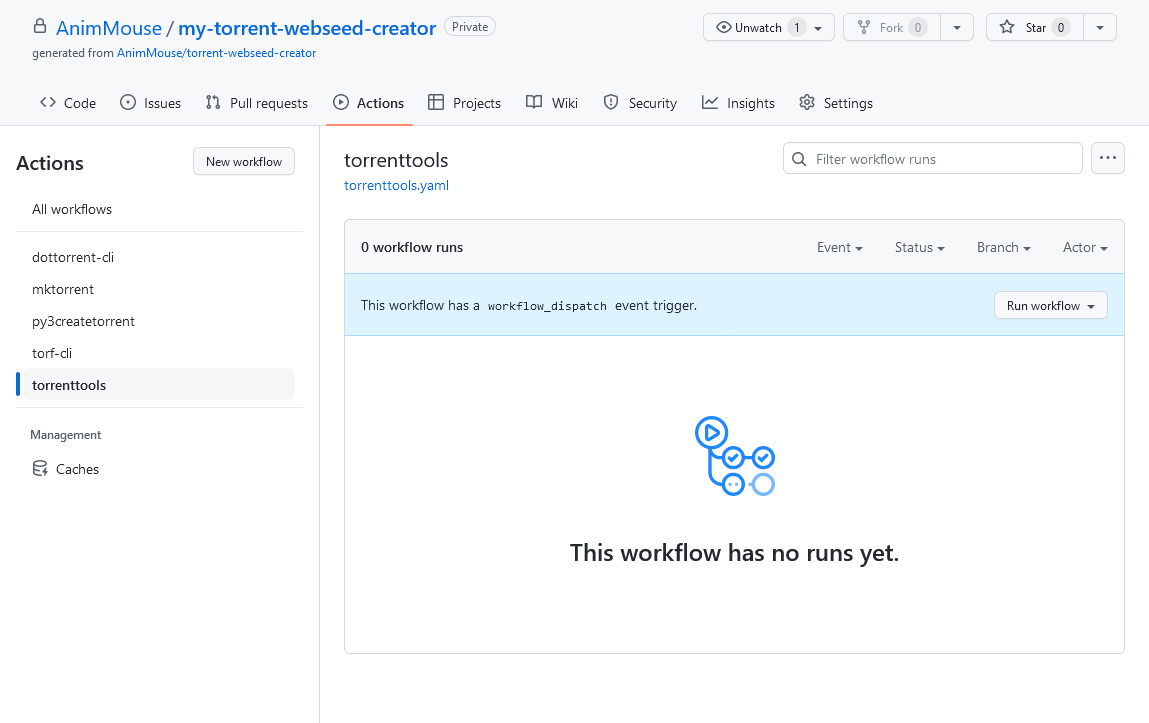 AnimMouse / my-torrent-webseed-creator Private
Unwatch 1 Fork 0 Star 0
generated from AnimMouse/torrent-webseed-creator
Code Issues Pull requests Actions Projects Wiki Security Insights Settings
Actions New workflow
All workflows
dottorrent-cli
mktorrent
py3createtorrent
torf-cli
torrenttools
Management
Caches
torrenttools
torrenttools.yaml
Filter workflow runs
0 workflow runs Event Status Branch Actor
This workflow has a workflow_dispatch event trigger. Run workflow
This workflow has no runs yet.